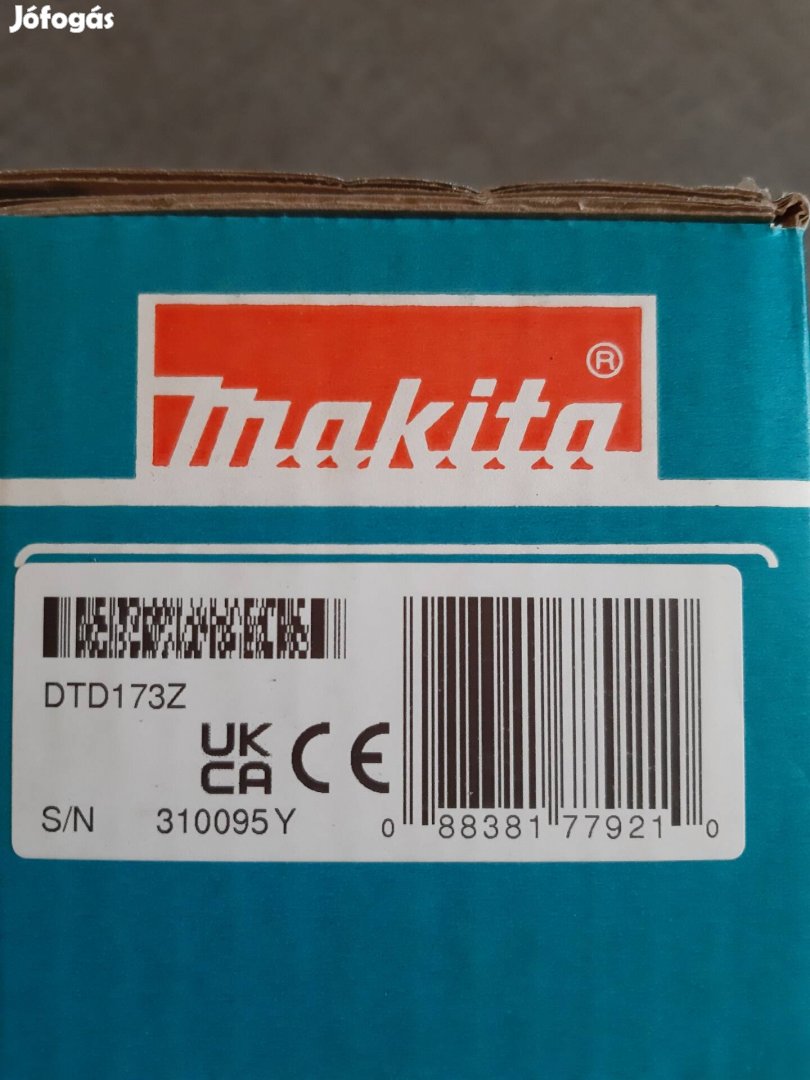 Jófogás
makita®
DTD173Z
UK
CA CE
S/N 310095Y
0 88381 77921 0